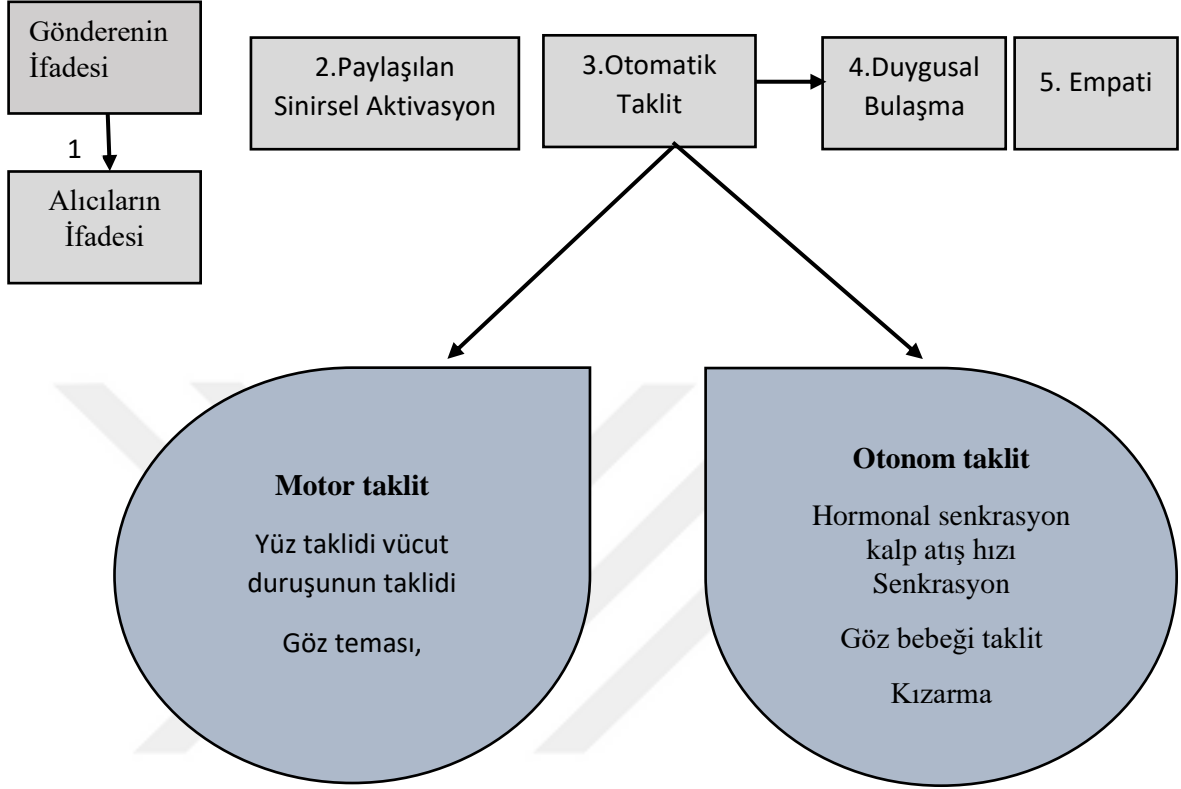 Gönderenin
İfadesi
1
Alıcıların
İfadesi
2.Paylaşılan
Sinirsel Aktivasyon
3.Otomatik
Taklit
4.Duygusal
Bulaşma
5. Empati
Motor taklit
Yüz taklidi vücut
duruşunun taklidi
Göz teması,
Otonom taklit
Hormonal senkrasyon
kalp atış hızı
Senkrasyon
Göz bebeği taklit
Kızarma